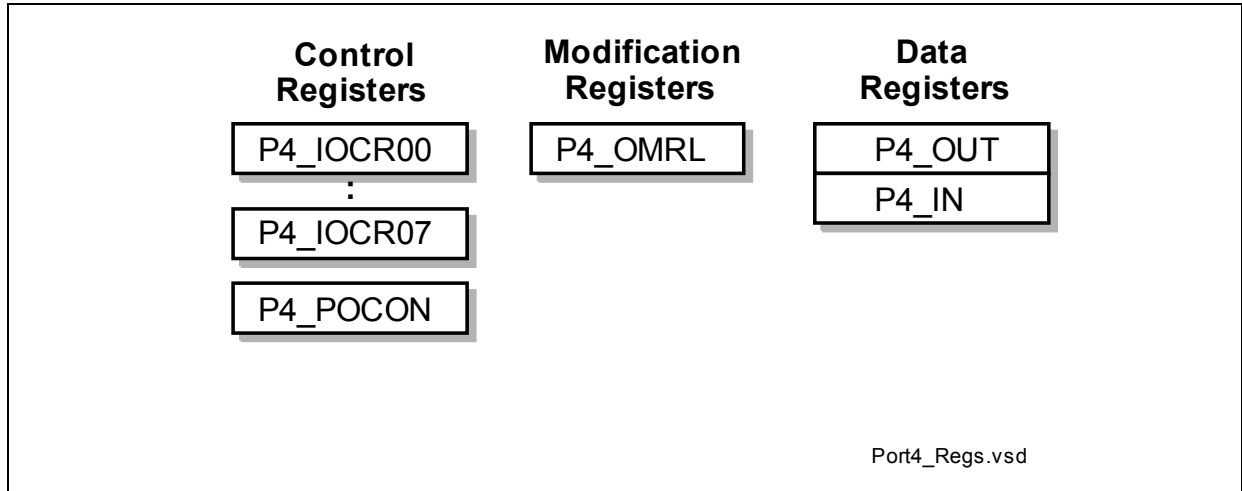 Control
Registers
P4_IOCR00
:
P4_IOCR07
P4_POCON
Modification
Registers
P4_OMRL
Data
Registers
P4_OUT
P4_IN
Port4_Regs.vsd